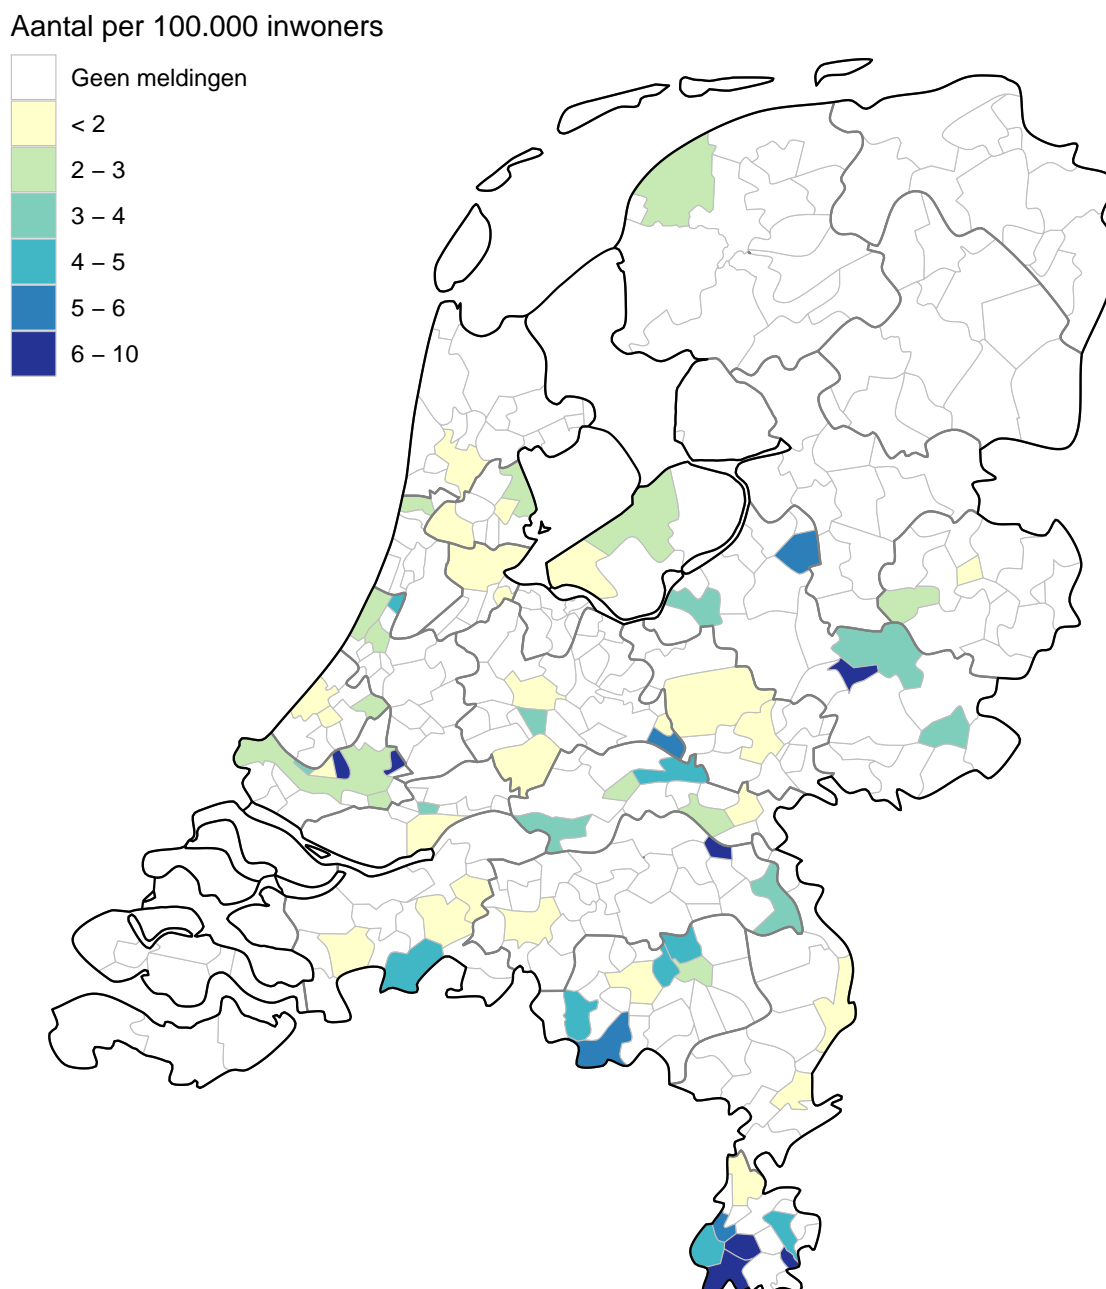 Aantal per 100.000 inwoners
Geen meldingen
< 2
2 – 3
3 – 4
4 – 5
5 – 6
6 – 10